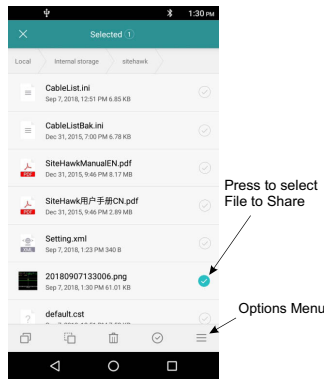 1:30 PM
Selected 1
Local
Internal storage
sitehawk
CableList.ini
Sep 7, 2018, 12:51 PM 6.85 KB
CableListBak.ini
Dec 31, 2015, 7:00 PM 6.78 KB
SiteHawkManualEN.pdf
Dec 31, 2015, 9:46 PM 8.17 MB
PDF
SiteHawk用户手册CN.pdf
Dec 31, 2015, 9:46 PM 2.89 MB
PDF
Setting.xml
Sep 7, 2018, 1:23 PM 340 B
XML
20180907133006.png
Sep 7, 2018, 1:30 PM 61.01 KB
default.cst
Press to select
File to Share
Options Menu